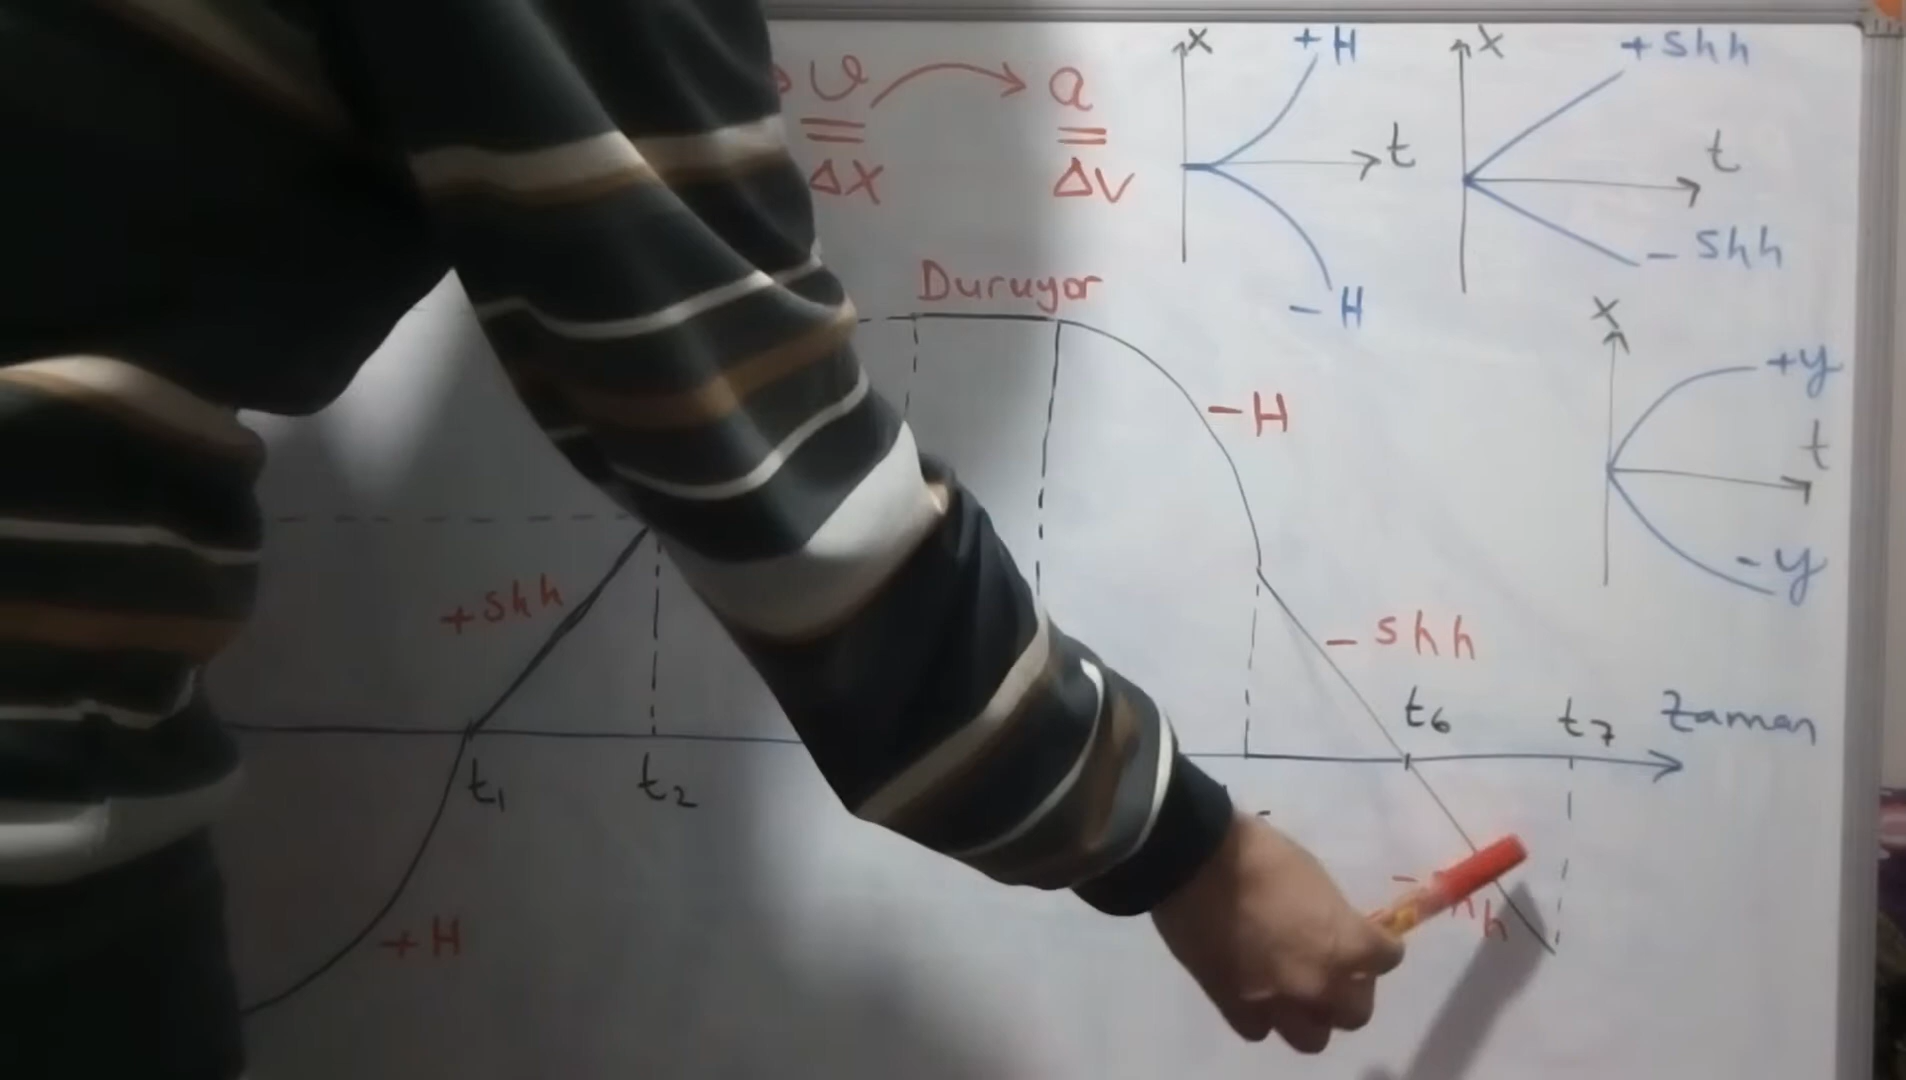 υ a
ΔX ΔV
x +H t -H
x +shh t -shh
x +y t -y
Duruyor
-H
+shh
-shh
t₁ t₂ t₆ t₇ Zaman
+H